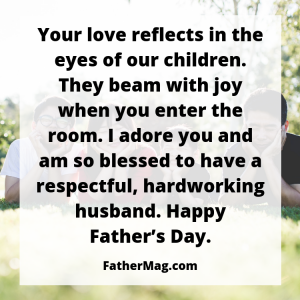 Your love reflects in the
eyes of our children.
They beam with joy
when you enter the
room. I adore you and
am so blessed to have a
respectful, hardworking
husband. Happy
Father’s Day.
FatherMag.com